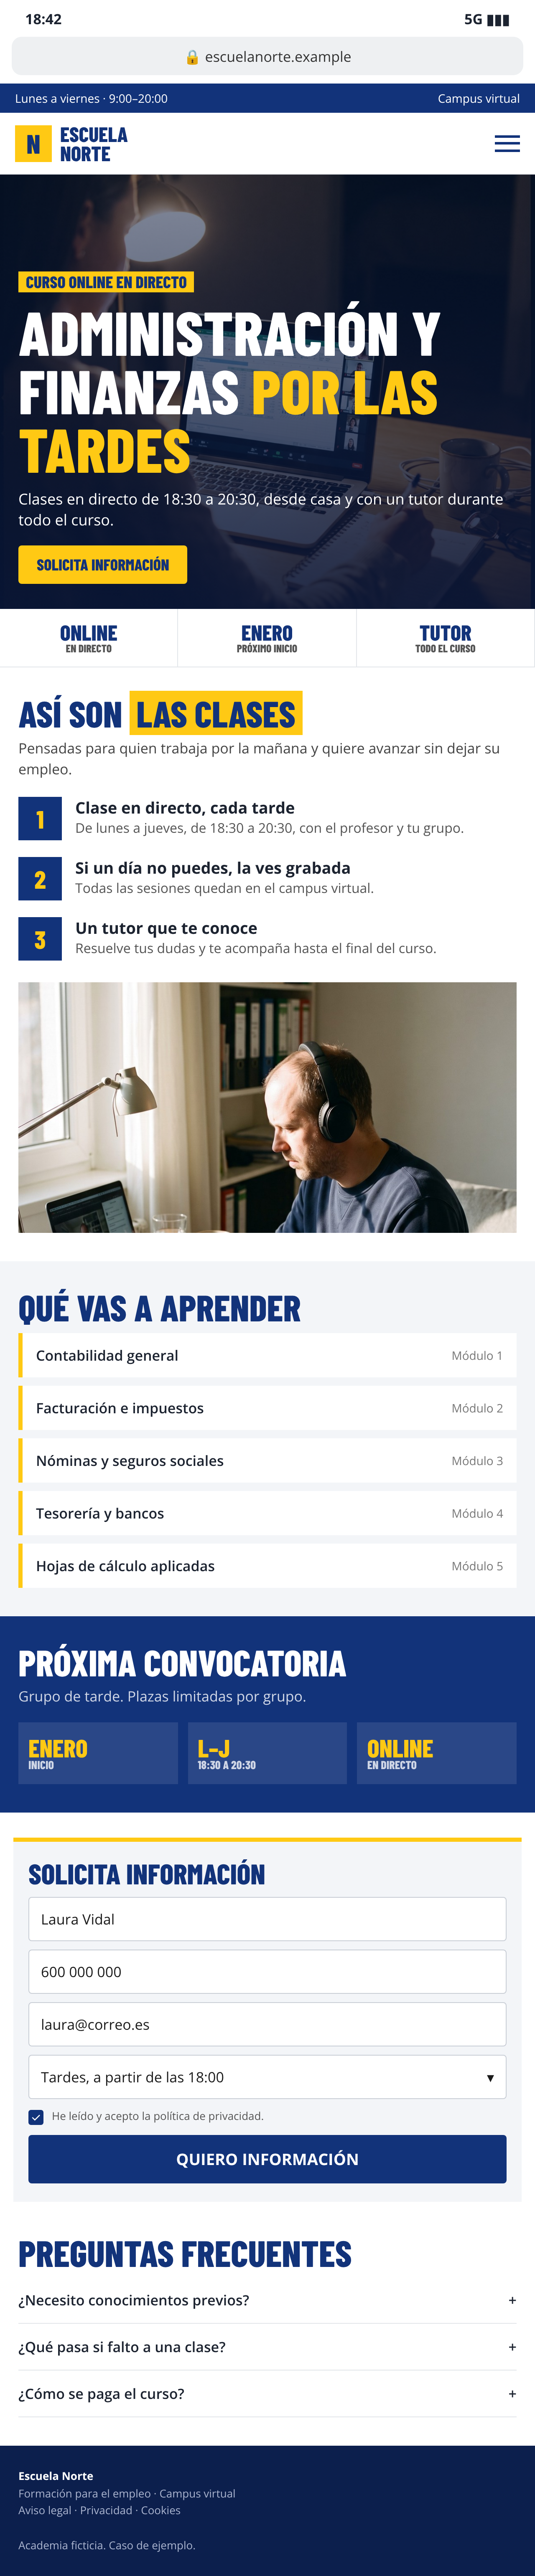 18:42
5G
escuelanorte.example
Lunes a viernes · 9:00–20:00
Campus virtual
N
ESCUELA
NORTE
CURSO ONLINE EN DIRECTO
ADMINISTRACIÓN Y
FINANZAS POR LAS
TARDES
Clases en directo de 18:30 a 20:30, desde casa y con un tutor durante
todo el curso.
SOLICITA INFORMACIÓN
ONLINE
EN DIRECTO
ENERO
PRÓXIMO INICIO
TUTOR
TODO EL CURSO
ASÍ SON LAS CLASES
Pensadas para quien trabaja por la mañana y quiere avanzar sin dejar su
empleo.
1
Clase en directo, cada tarde
De lunes a jueves, de 18:30 a 20:30, con el profesor y tu grupo.
2
Si un día no puedes, la ves grabada
Todas las sesiones quedan en el campus virtual.
3
Un tutor que te conoce
Resuelve tus dudas y te acompaña hasta el final del curso.
QUÉ VAS A APRENDER
Contabilidad general
Módulo 1
Facturación e impuestos
Módulo 2
Nóminas y seguros sociales
Módulo 3
Tesorería y bancos
Módulo 4
Hojas de cálculo aplicadas
Módulo 5
PRÓXIMA CONVOCATORIA
Grupo de tarde. Plazas limitadas por grupo.
ENERO
INICIO
L–J
18:30 A 20:30
ONLINE
EN DIRECTO
SOLICITA INFORMACIÓN
Laura Vidal
600 000 000
laura@correo.es
Tardes, a partir de las 18:00
He leído y acepto la política de privacidad.
QUIERO INFORMACIÓN
PREGUNTAS FRECUENTES
¿Necesito conocimientos previos? +
¿Qué pasa si falto a una clase? +
¿Cómo se paga el curso? +
Escuela Norte
Formación para el empleo · Campus virtual
Aviso legal · Privacidad · Cookies
Academia ficticia. Caso de ejemplo.